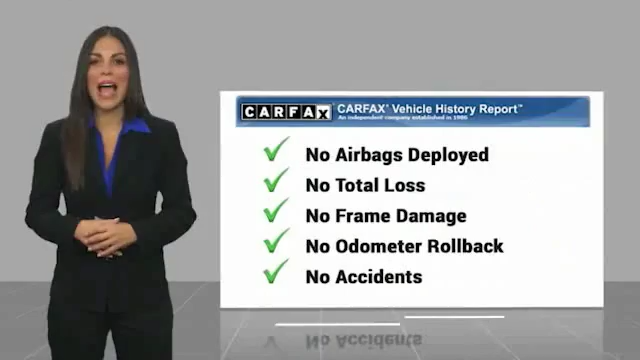 CARFAX CARFAX® Vehicle History Report™
An independent company established in 1986
No Airbags Deployed
No Total Loss
No Frame Damage
No Odometer Rollback
No Accidents